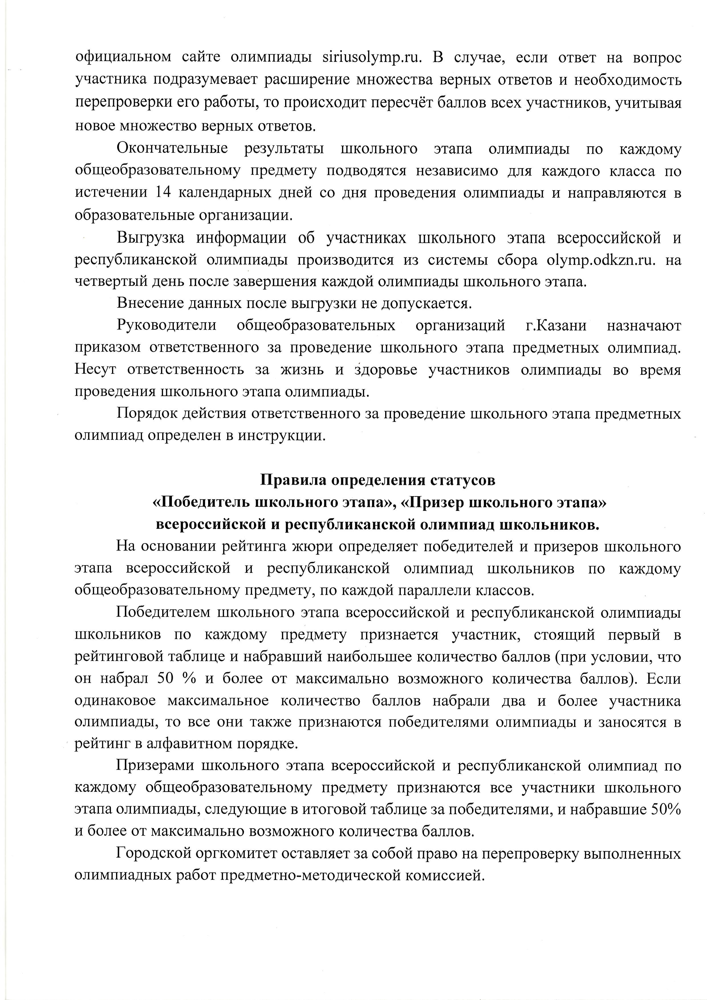 официальном сайте олимпиады siriusolymp.ru. В случае, если ответ на вопрос
участника подразумевает расширение множества верных ответов и необходимость
перепроверки его работы, то происходит пересчёт баллов всех участников, учитывая
новое множество верных ответов.
Окончательные результаты школьного этапа олимпиады по каждому
общеобразовательному предмету подводятся независимо для каждого класса по
истечении 14 календарных дней со дня проведения олимпиады и направляются в
образовательные организации.
Выгрузка информации об участниках школьного этапа всероссийской и
республиканской олимпиады производится из системы сбора olymp.odkzn.ru. на
четвертый день после завершения каждой олимпиады школьного этапа.
Внесение данных после выгрузки не допускается.
Руководители общеобразовательных организаций г.Казани назначают
приказом ответственного за проведение школьного этапа предметных олимпиад.
Несут ответственность за жизнь и здоровье участников олимпиады во время
проведения школьного этапа олимпиады.
Порядок действия ответственного за проведение школьного этапа предметных
олимпиад определен в инструкции.
Правила определения статусов
«Победитель школьного этапа», «Призер школьного этапа»
всероссийской и республиканской олимпиад школьников.
На основании рейтинга жюри определяет победителей и призеров школьного
этапа всероссийской и республиканской олимпиад школьников по каждому
общеобразовательному предмету, по каждой параллели классов.
Победителем школьного этапа всероссийской и республиканской олимпиады
школьников по каждому предмету признается участник, стоящий первый в
рейтинговой таблице и набравший наибольшее количество баллов (при условии, что
он набрал 50 % и более от максимально возможного количества баллов). Если
одинаковое максимальное количество баллов набрали два и более участника
олимпиады, то все они также признаются победителями олимпиады и заносятся в
рейтинг в алфавитном порядке.
Призерами школьного этапа всероссийской и республиканской олимпиад по
каждому общеобразовательному предмету признаются все участники школьного
этапа олимпиады, следующие в итоговой таблице за победителями, и набравшие 50%
и более от максимально возможного количества баллов.
Городской оргкомитет оставляет за собой право на перепроверку выполненных
олимпиадных работ предметно-методической комиссией.